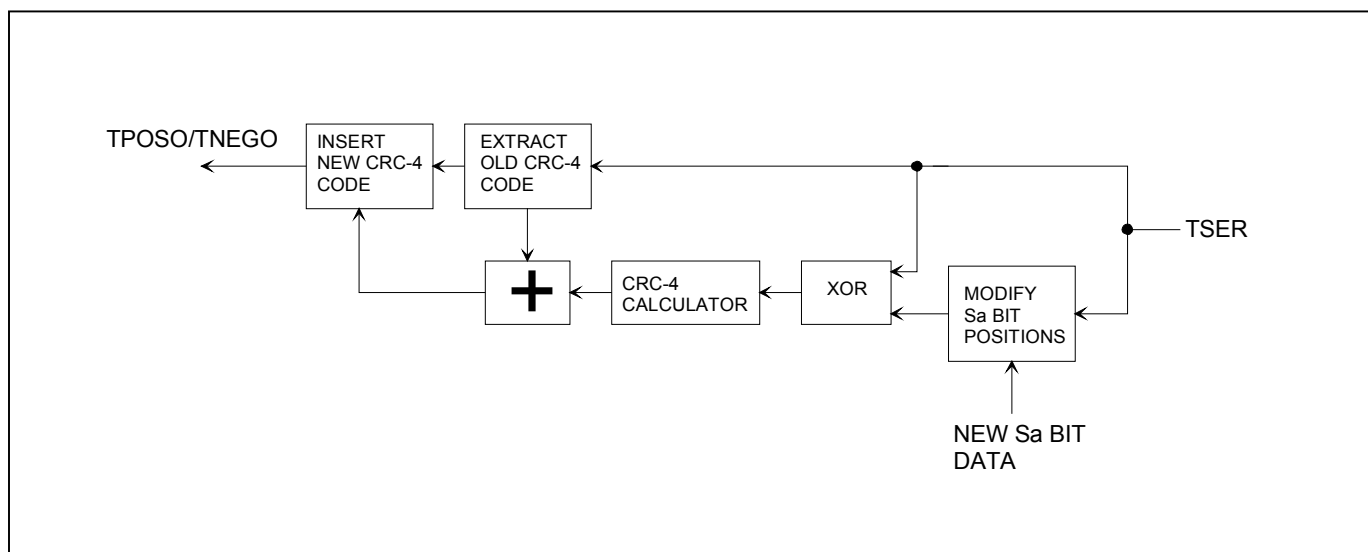 TPOSO/TNEGO
INSERT
NEW CRC-4
CODE
EXTRACT
OLD CRC-4
CODE
TSER
+
CRC-4
CALCULATOR
XOR
MODIFY
Sa BIT
POSITIONS
NEW Sa BIT
DATA